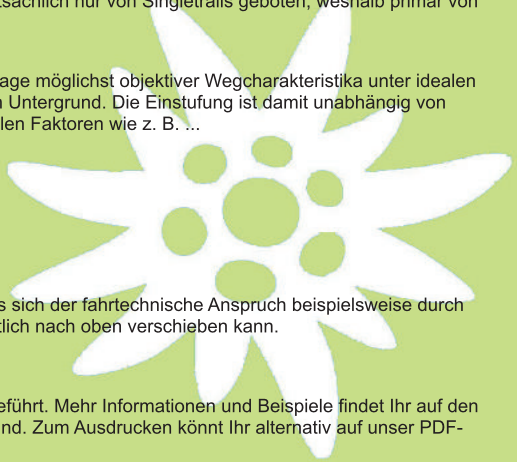 tsächlich nur von Singletrails geboten, weshalb primär von
age möglichst objektiver Wegcharakteristika unter idealen
n Untergrund. Die Einstufung ist damit unabhängig von
len Faktoren wie z. B. ...
s sich der fahrtechnische Anspruch beispielsweise durch
tlich nach oben verschieben kann.
eführt. Mehr Informationen und Beispiele findet Ihr auf den
nd. Zum Ausdrucken könnt Ihr alternativ auf unser PDF-